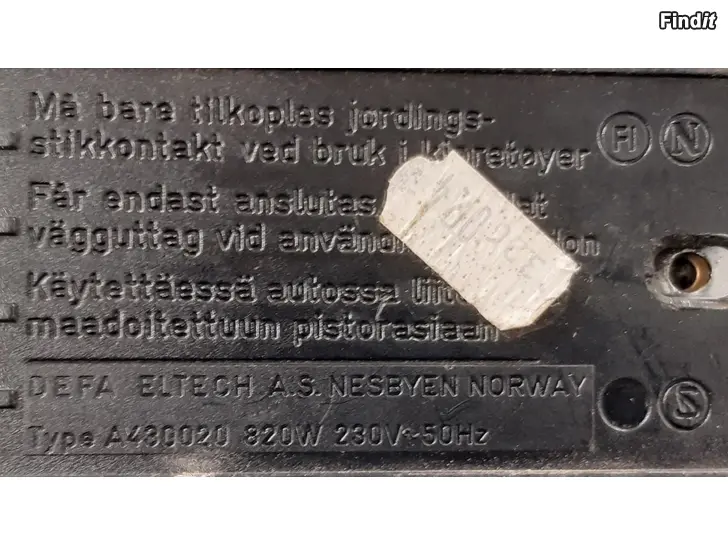 Findit
Må bare tilkoples jordings-
stikkontakt ved bruk i kjøretøyer
FI N
Får endast anslutas
vägguttag vid
Käytettäessä autossa
maadoitettuun pistorasiaan
DEFA ELTECH A.S. NESBYEN NORWAY
S
Type A430020 820W 230V~50Hz